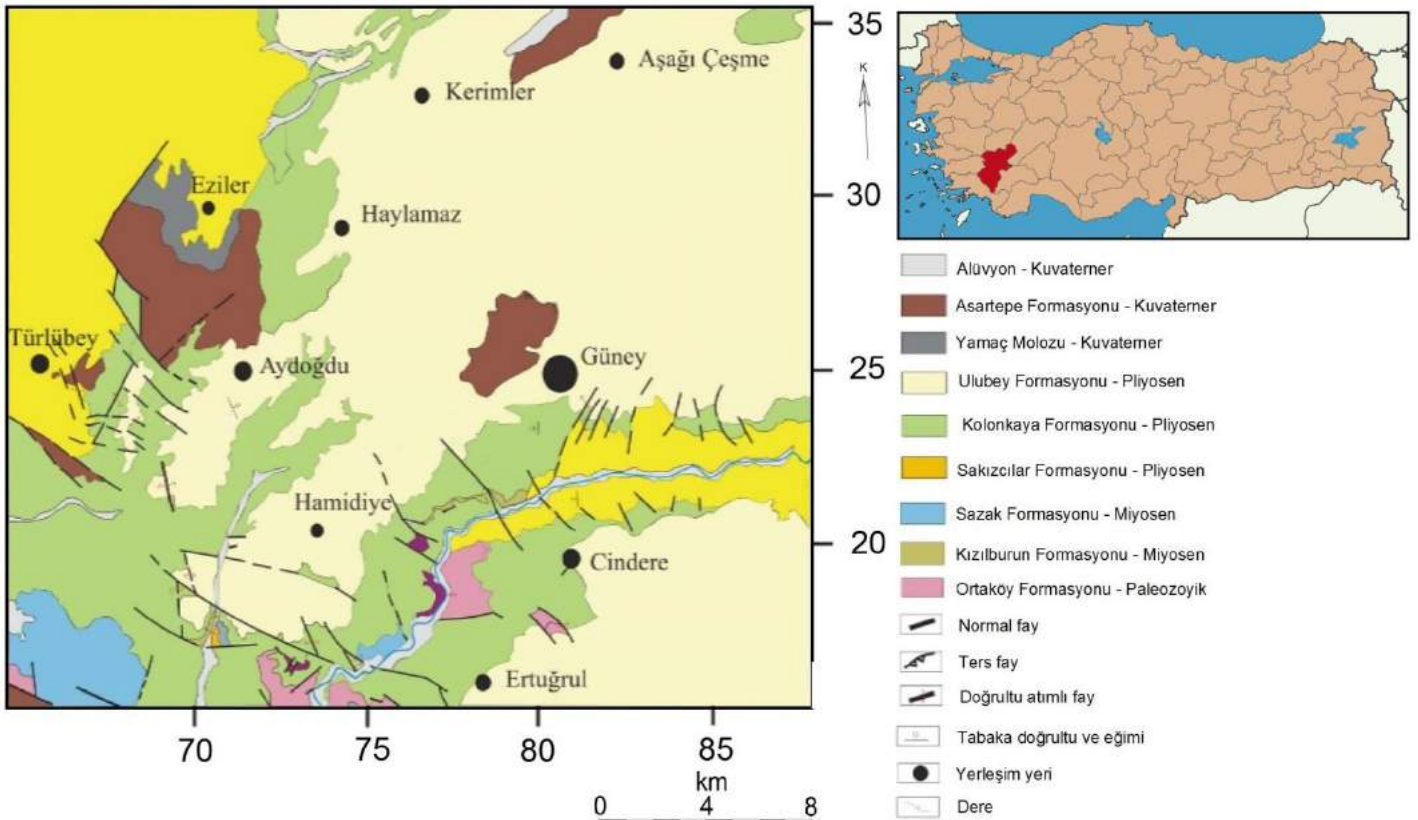 Aşağı Çeşme
Kerimler
Eziler
Haylamaz
Türlübey
Aydoğdu
Güney
Hamidiye
Cindere
Ertuğrul
35
30
25
20
70
75
80
85
km
0
4
8
K
Alüvyon - Kuvaterner
Asartepe Formasyonu - Kuvaterner
Yamaç Molozu - Kuvaterner
Ulubey Formasyonu - Pliyosen
Kolonkaya Formasyonu - Pliyosen
Sakızcılar Formasyonu - Pliyosen
Sazak Formasyonu - Miyosen
Kızılburun Formasyonu - Miyosen
Ortaköy Formasyonu - Paleozoyik
Normal fay
Ters fay
Doğrultu atımlı fay
Tabaka doğrultu ve eğimi
Yerleşim yeri
Dere